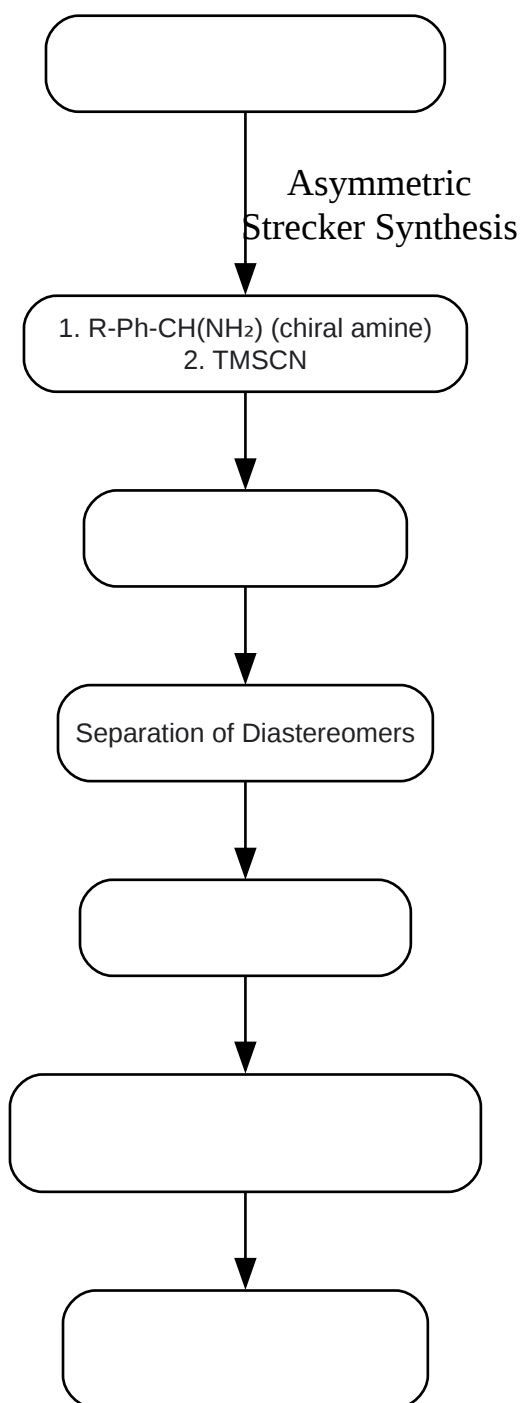 Asymmetric
Strecker Synthesis
1. R-Ph-CH(NH₂) (chiral amine)
2. TMSCN
Separation of Diastereomers